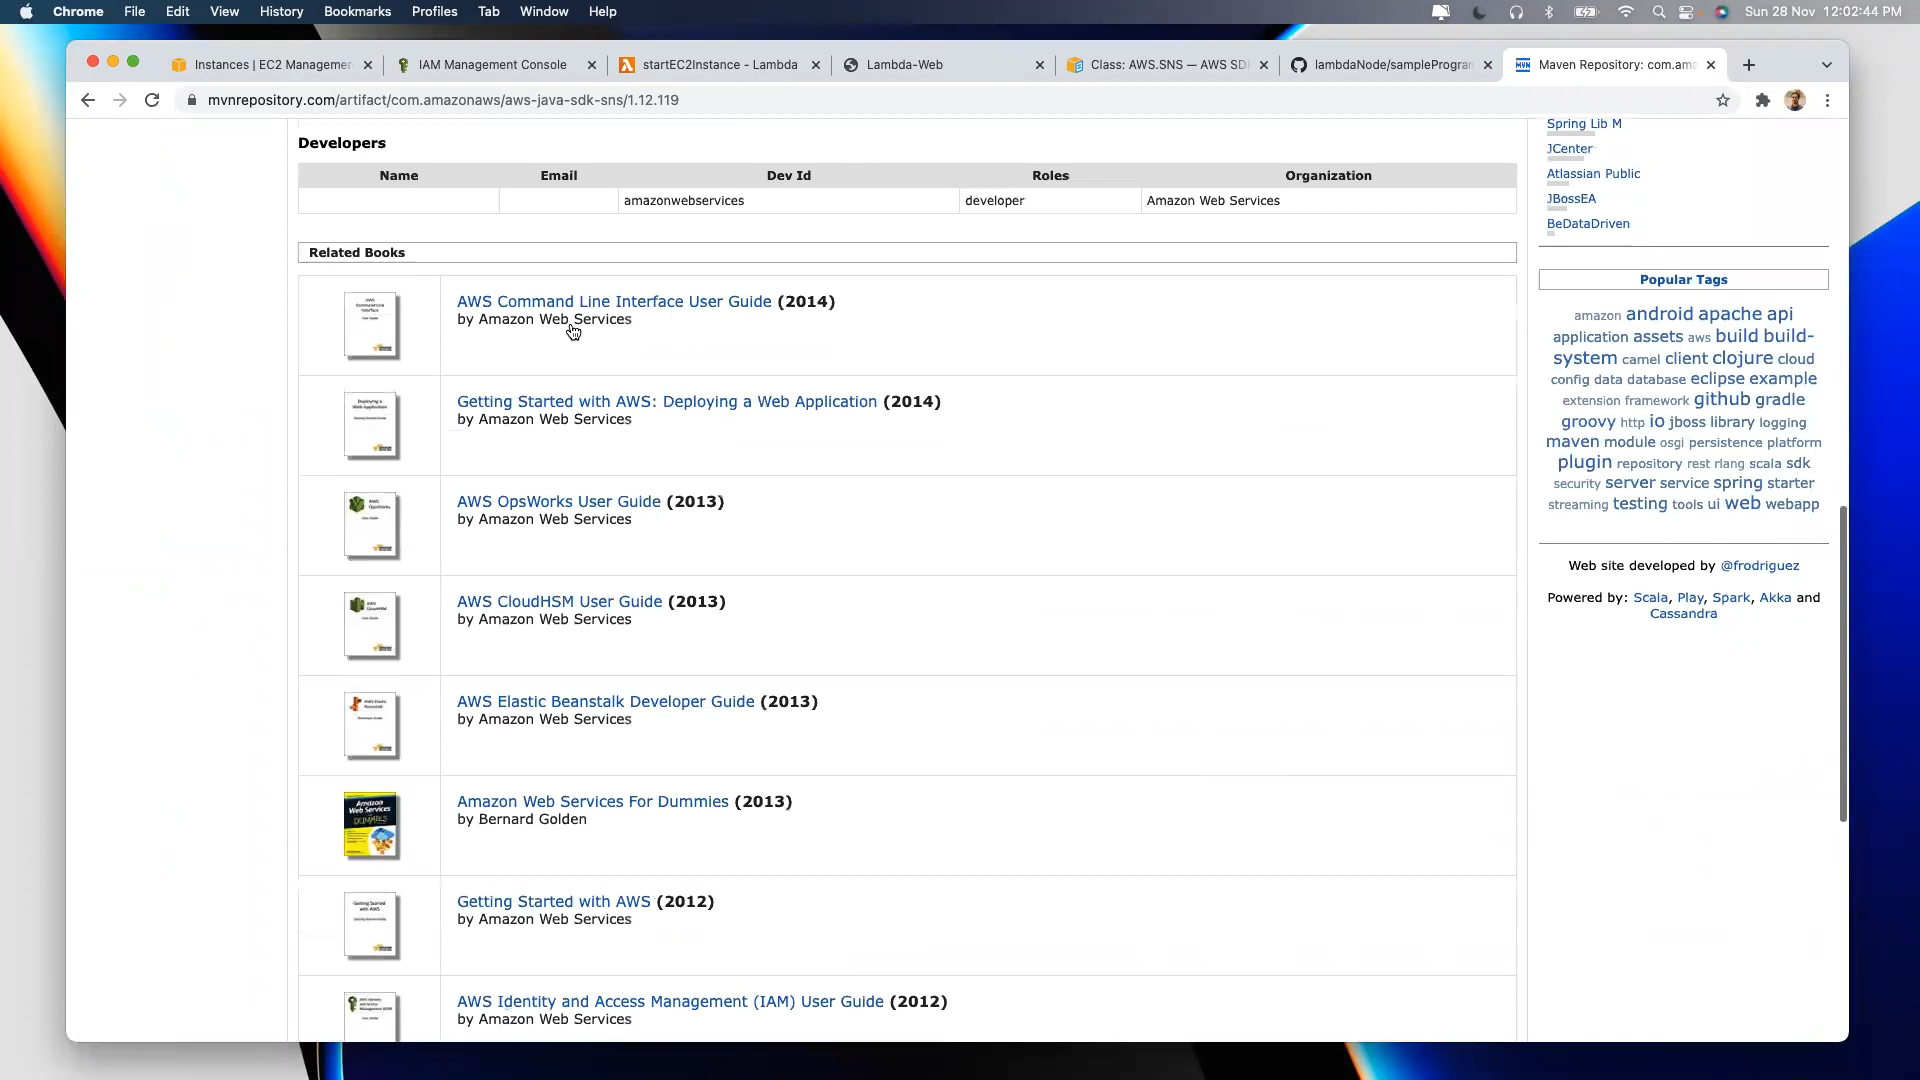 Chrome File Edit View History Bookmarks Profiles Tab Window Help Sun 28 Nov 12:02:44 PM
Instances | EC2 Managemen
IAM Management Console
startEC2Instance - Lambda
Lambda-Web
Class: AWS.SNS — AWS SD
lambdaNode/samplePrograr
MVN Maven Repository: com.ama
mvnrepository.com/artifact/com.amazonaws/aws-java-sdk-sns/1.12.119
Developers
Name Email Dev Id Roles Organization
amazonwebservices developer Amazon Web Services
Related Books
AWS Command Line Interface User Guide (2014)
by Amazon Web Services
Getting Started with AWS: Deploying a Web Application (2014)
by Amazon Web Services
AWS OpsWorks User Guide (2013)
by Amazon Web Services
AWS CloudHSM User Guide (2013)
by Amazon Web Services
AWS Elastic Beanstalk Developer Guide (2013)
by Amazon Web Services
Amazon
Web Services
DUMMIES
Amazon Web Services For Dummies (2013)
by Bernard Golden
Getting Started with AWS (2012)
by Amazon Web Services
AWS Identity and Access Management (IAM) User Guide (2012)
by Amazon Web Services
Spring Lib M
JCenter
Atlassian Public
JBossEA
BeDataDriven
Popular Tags
amazon android apache api
application assets aws build build-
system camel client clojure cloud
config data database eclipse example
extension framework github gradle
groovy http io jboss library logging
maven module osgi persistence platform
plugin repository rest rlang scala sdk
security server service spring starter
streaming testing tools ui web webapp
Web site developed by @frodriguez
Powered by: Scala, Play, Spark, Akka and
Cassandra